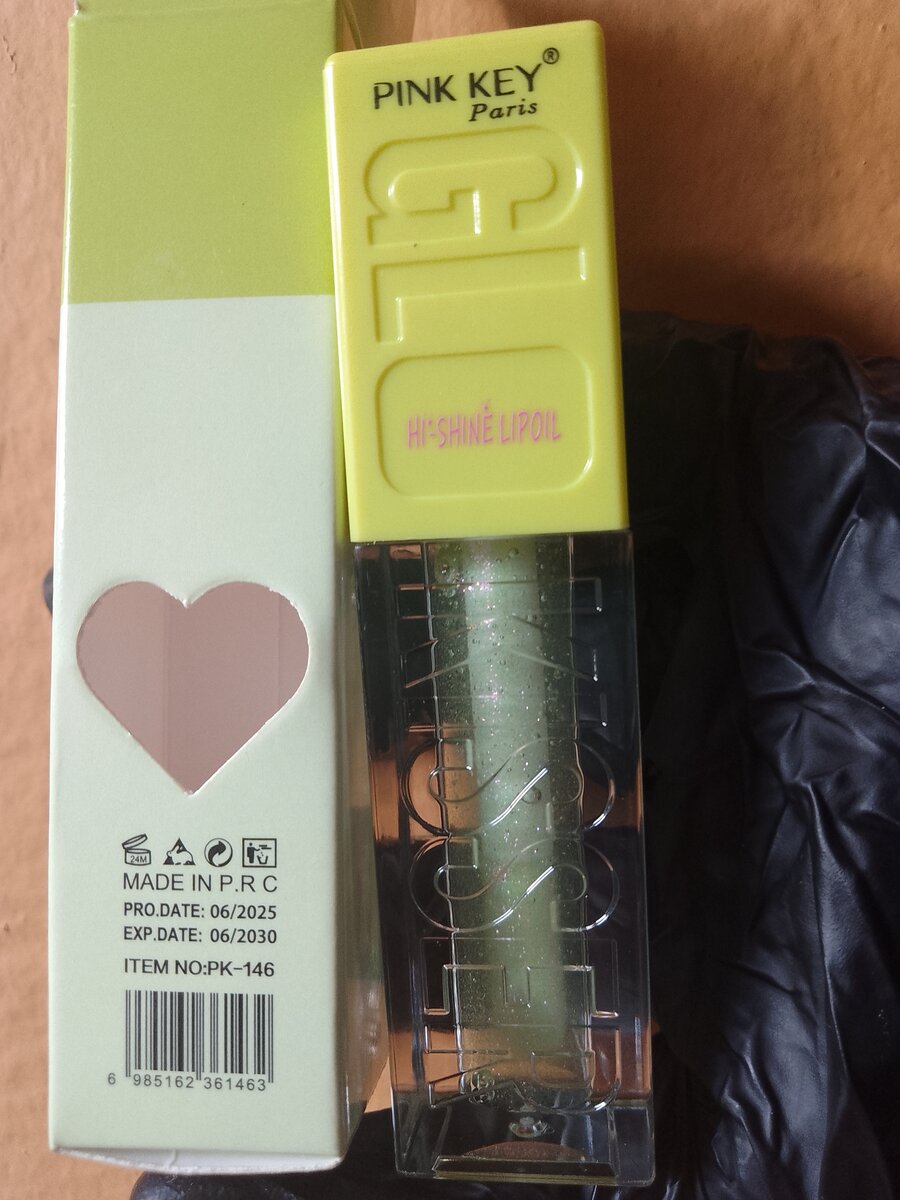 PINK KEY®
Paris
GLO
HI-SHINE LIPOIL
24M
MADE IN P.R C
PRO.DATE: 06/2025
EXP.DATE: 06/2030
ITEM NO:PK-146
6 985162 361463